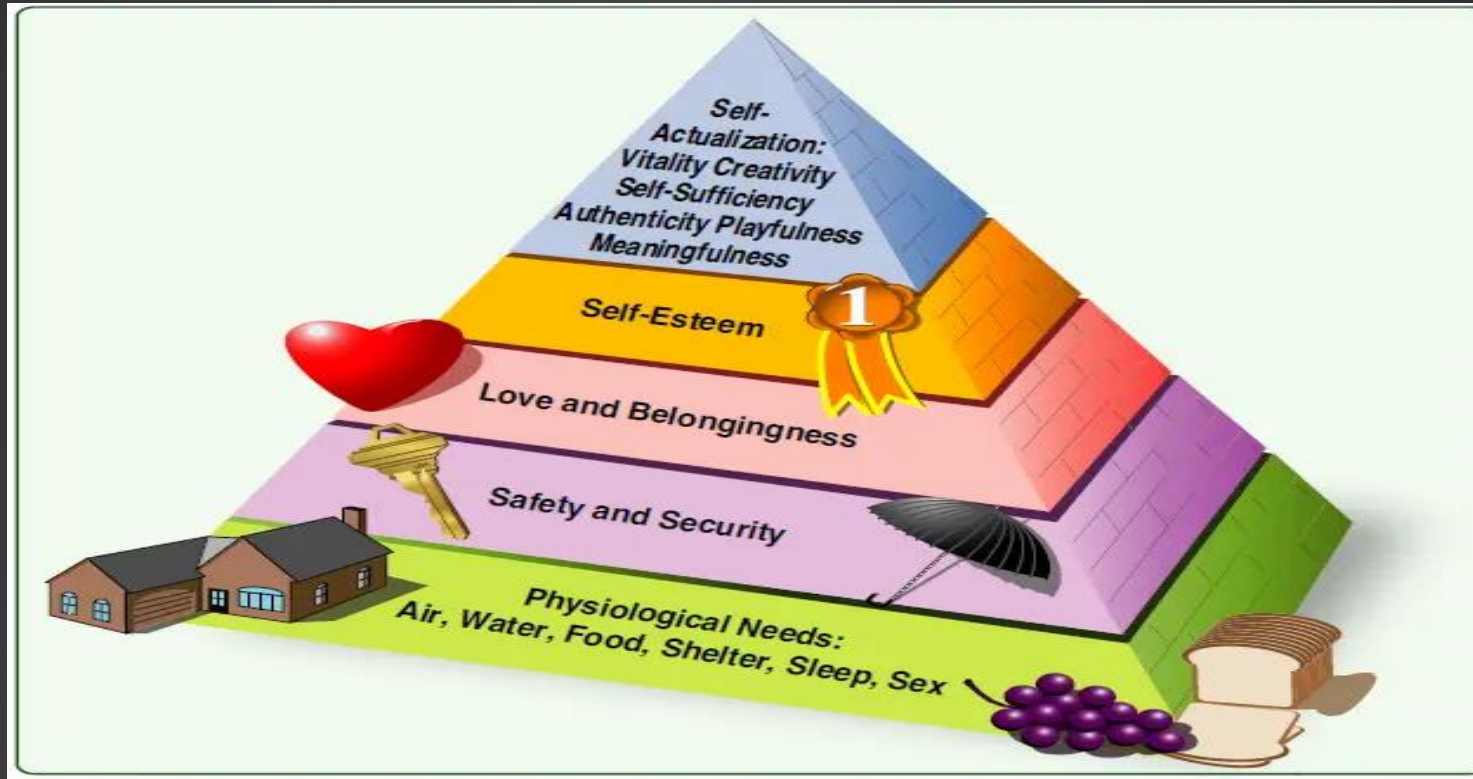 Self-
Actualization:
Vitality Creativity
Self-Sufficiency
Authenticity Playfulness
Meaningfulness
Self-Esteem
1
Love and Belongingness
Safety and Security
Physiological Needs:
Air, Water, Food, Shelter, Sleep, Sex